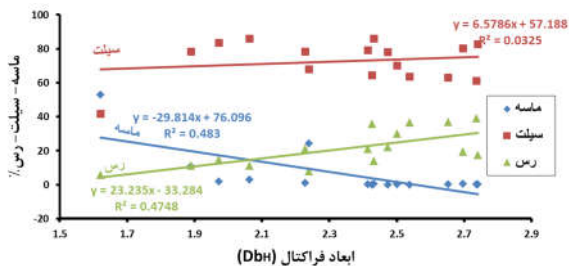 100
80
60
40
20
0
-20
ماسه – سیلت – رس٪
y = 6.5786x + 57.188
R² = 0.0325
سیلت
y = -29.814x + 76.096
R² = 0.483
ماسه
رس
y = 23.235x - 33.284
R² = 0.4748
ماسه
سیلت
رس
1.5 1.7 1.9 2.1 2.3 2.5 2.7 2.9
ابعاد فراکتال (DbH)